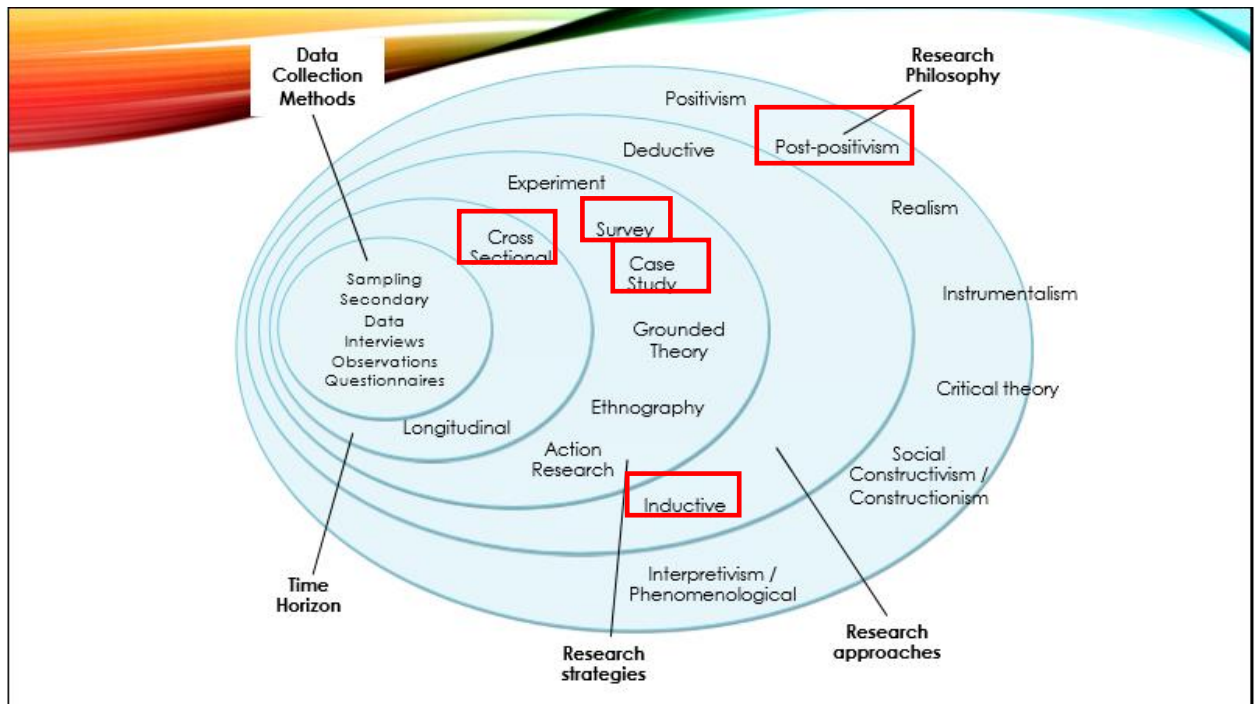 Data
Collection
Methods
Research
Philosophy
Positivism
Post-positivism
Deductive
Experiment
Realism
Survey
Cross
Sectional
Case
Study
Sampling
Secondary
Data
Interviews
Observations
Questionnaires
Instrumentalism
Grounded
Theory
Critical theory
Ethnography
Longitudinal
Action
Research
Social
Constructivism /
Constructionism
Inductive
Interpretivism /
Phenomenological
Time
Horizon
Research
strategies
Research
approaches